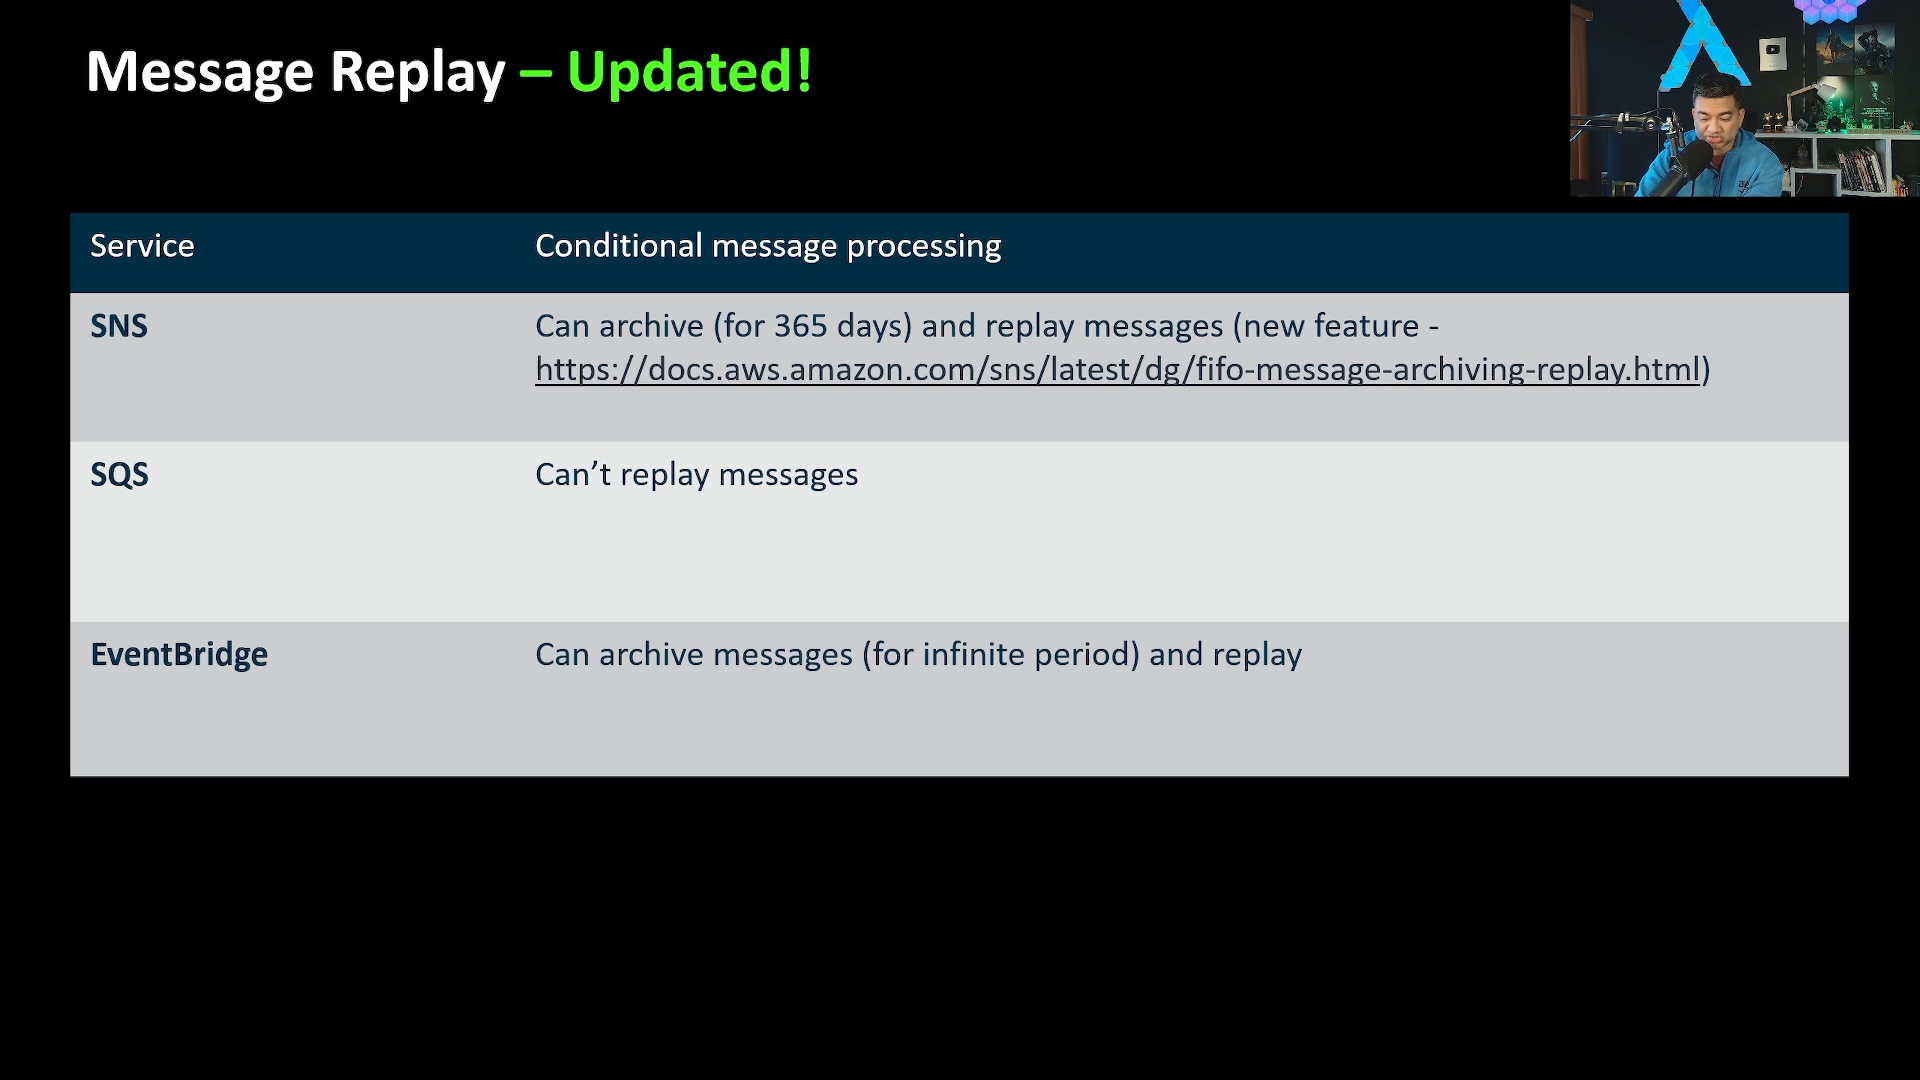 Message Replay – Updated!
Service
Conditional message processing
SNS
Can archive (for 365 days) and replay messages (new feature -
https://docs.aws.amazon.com/sns/latest/dg/fifo-message-archiving-replay.html)
SQS
Can’t replay messages
EventBridge
Can archive messages (for infinite period) and replay